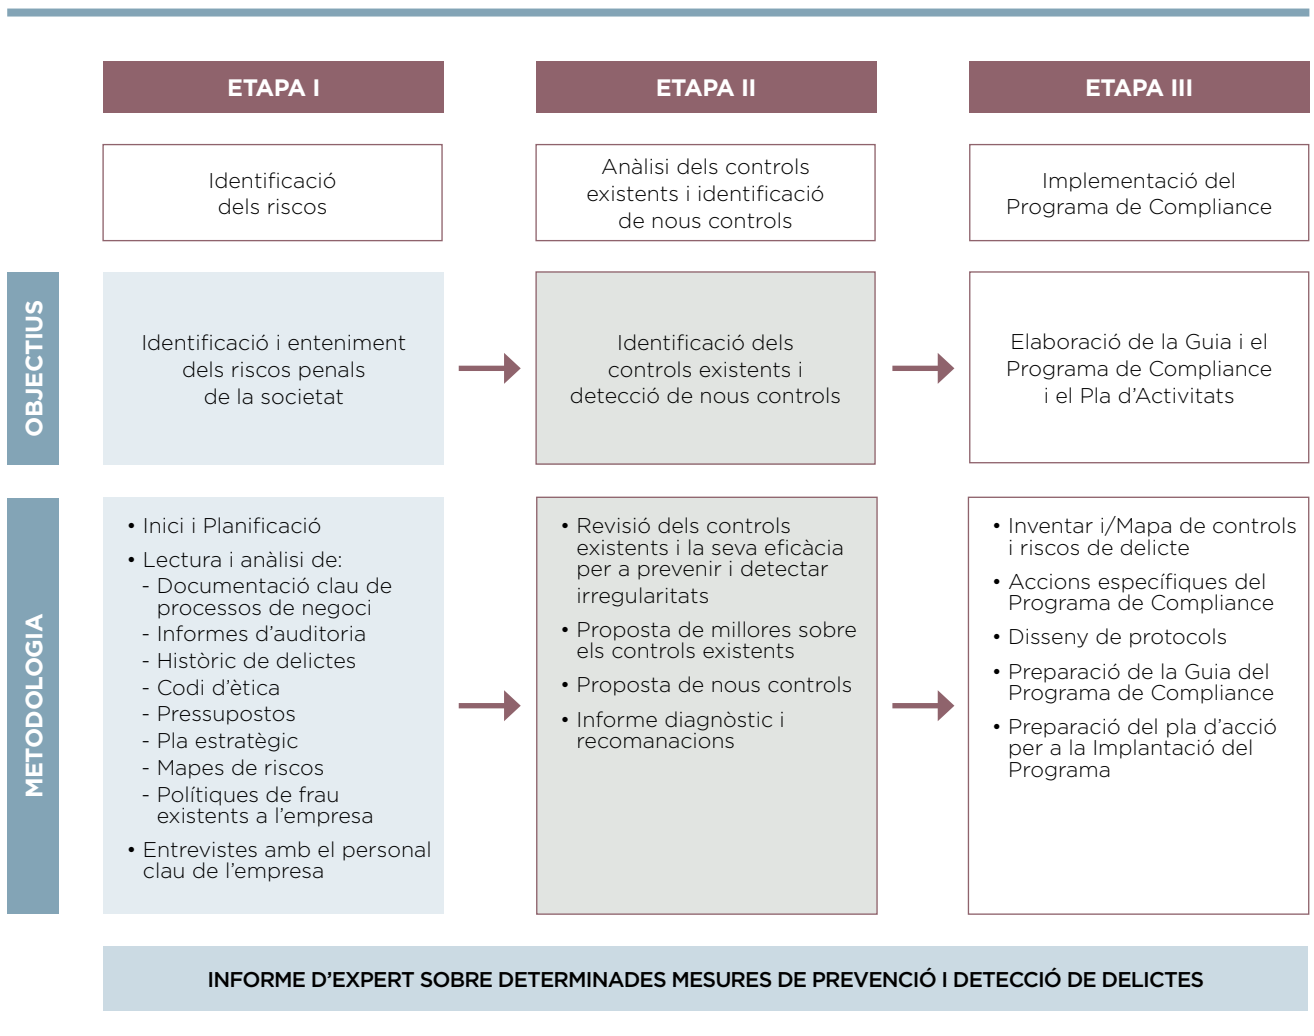 ETAPA I
ETAPA II
ETAPA III
Identificació
dels riscos
Anàlisi dels controls
existents i identificació
de nous controls
Implementació del
Programa de Compliance
OBJECTIUS
Identificació i enteniment
dels riscos penals
de la societat
Identificació dels
controls existents i
detecció de nous controls
Elaboració de la Guia i el
Programa de Compliance
i el Pla d’Activitats
METODOLOGIA
• Inici i Planificació
• Lectura i anàlisi de:
- Documentació clau de
processos de negoci
- Informes d’auditoria
- Històric de delictes
- Codi d’ètica
- Pressupostos
- Pla estratègic
- Mapes de riscos
- Polítiques de frau
existents a l’empresa
• Entrevistes amb el personal
clau de l’empresa
• Revisió dels controls
existents i la seva eficàcia
per a prevenir i detectar
irregularitats
• Proposta de millores sobre
els controls existents
• Proposta de nous controls
• Informe diagnòstic i
recomanacions
• Inventar i/Mapa de controls
i riscos de delicte
• Accions específiques del
Programa de Compliance
• Disseny de protocols
• Preparació de la Guia del
Programa de Compliance
• Preparació del pla d’acció
per a la Implantació del
Programa
INFORME D’EXPERT SOBRE DETERMINADES MESURES DE PREVENCIÓ I DETECCIÓ DE DELICTES